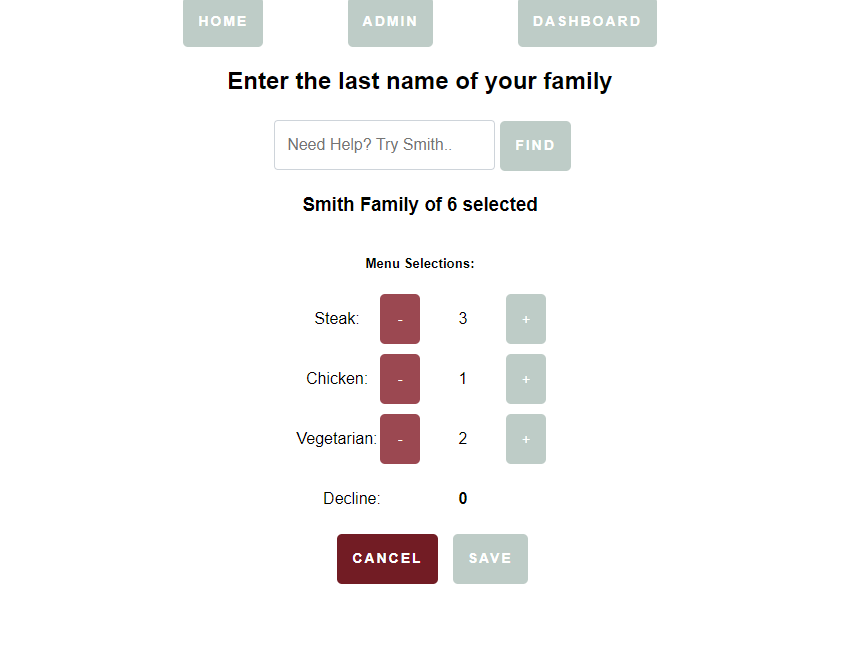 HOME ADMIN DASHBOARD
Enter the last name of your family
Need Help? Try Smith.. FIND
Smith Family of 6 selected
Menu Selections:
Steak: - 3 +
Chicken: - 1 +
Vegetarian: - 2 +
Decline: 0
CANCEL SAVE